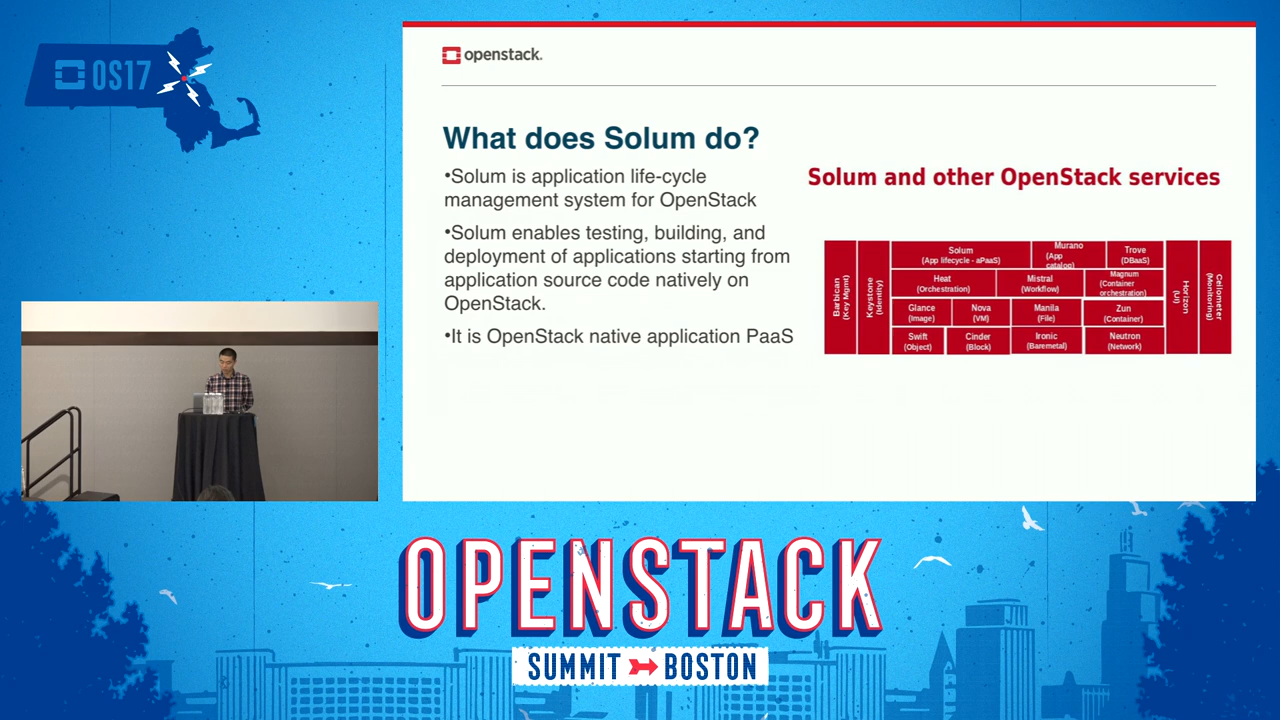 OS17
openstack.
What does Solum do?
•Solum is application life-cycle
management system for OpenStack
•Solum enables testing, building, and
deployment of applications starting from
application source code natively on
OpenStack.
•It is OpenStack native application PaaS
Solum and other OpenStack services
Barbican
(Key Mgmt)
Keystone
(Identity)
Solum
(App lifecycle - aPaaS)
Murano
(App
catalog)
Trove
(DBaaS)
Heat
(Orchestration)
Mistral
(Workflow)
Magnum
(Container
orchestration)
Glance
(Image)
Nova
(VM)
Manila
(File)
Zun
(Container)
Swift
(Object)
Cinder
(Block)
Ironic
(Baremetal)
Neutron
(Network)
Horizon
(UI)
Ceilometer
(Monitoring)
OPENSTACK
SUMMIT BOSTON